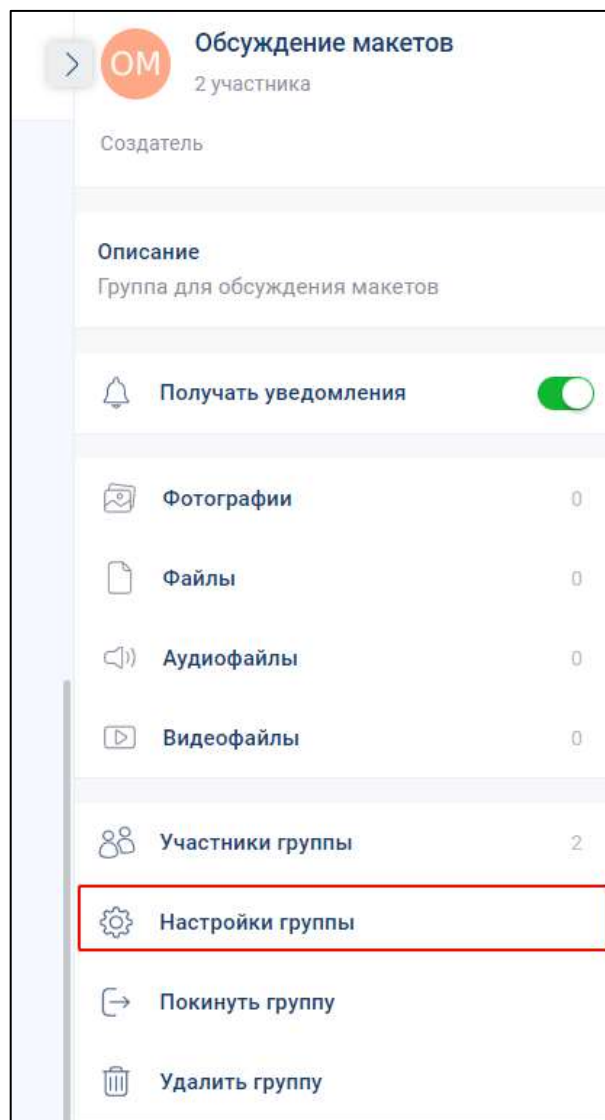 ОМ
Обсуждение макетов
2 участника
Создатель
Описание
Группа для обсуждения макетов
Получать уведомления
Фотографии 0
Файлы 0
Аудиофайлы 0
Видеофайлы 0
Участники группы 2
Настройки группы
Покинуть группу
Удалить группу